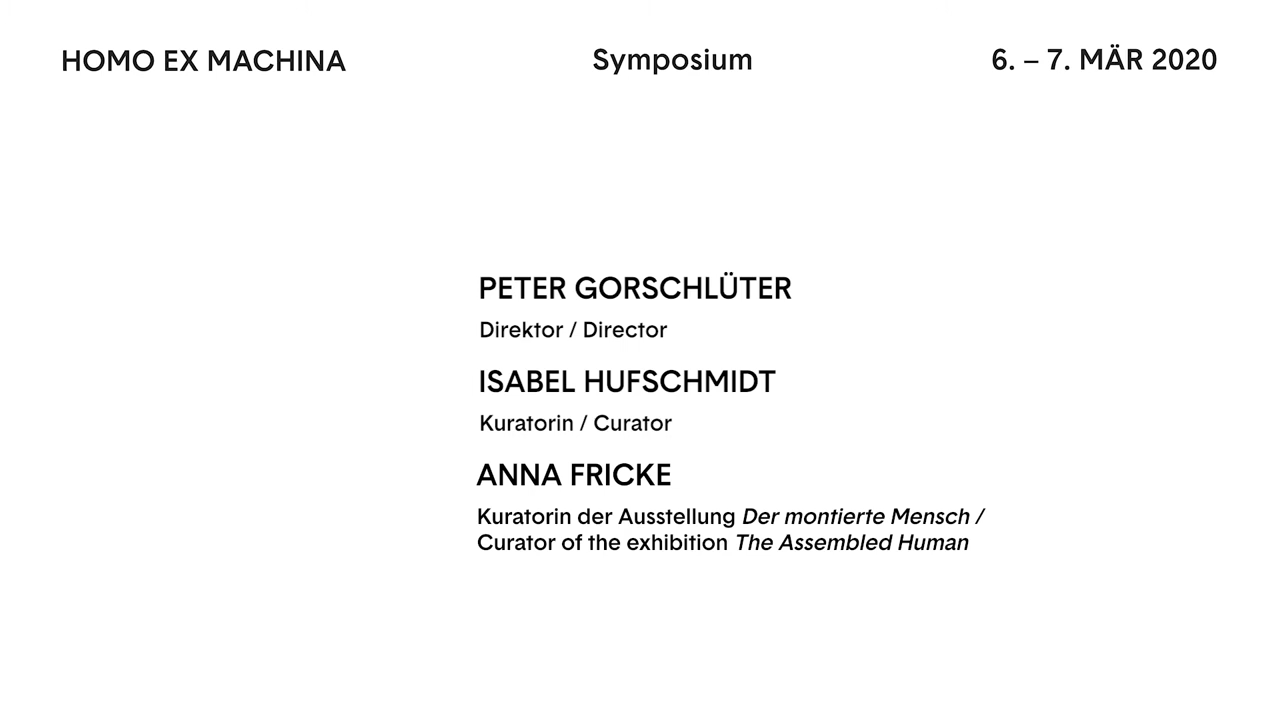 HOMO EX MACHINA
Symposium
6. – 7. MÄR 2020
PETER GORSCHLÜTER
Direktor / Director
ISABEL HUFSCHMIDT
Kuratorin / Curator
ANNA FRICKE
Kuratorin der Ausstellung Der montierte Mensch /
Curator of the exhibition The Assembled Human